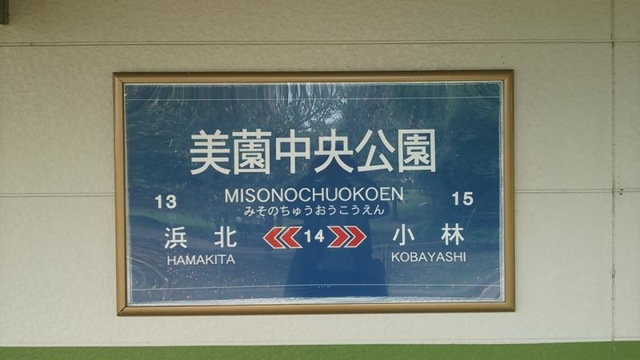 美薗中央公園
MISONOCHUOKOEN
みそのちゅうおうこうえん
13 15
浜北 14 小林
HAMAKITA KOBAYASHI